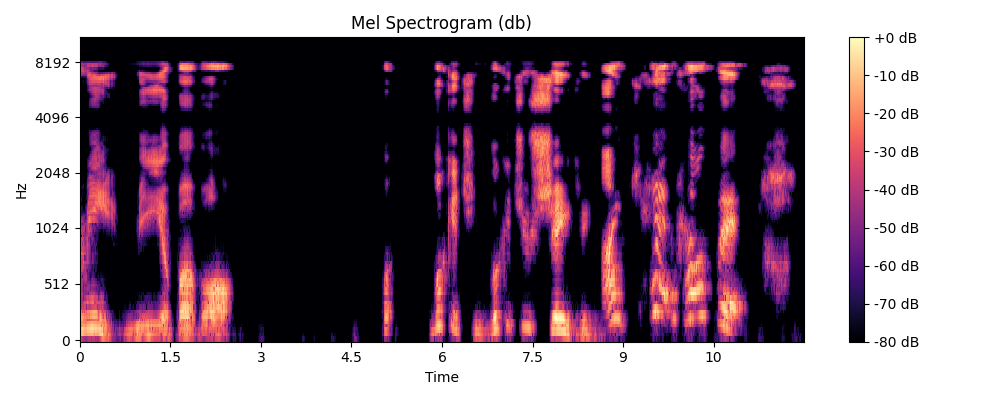 Mel Spectrogram (db)
8192
4096
2048
1024
512
0
Hz
0 1.5 3 4.5 6 7.5 9 10
Time
+0 dB
-10 dB
-20 dB
-30 dB
-40 dB
-50 dB
-60 dB
-70 dB
-80 dB